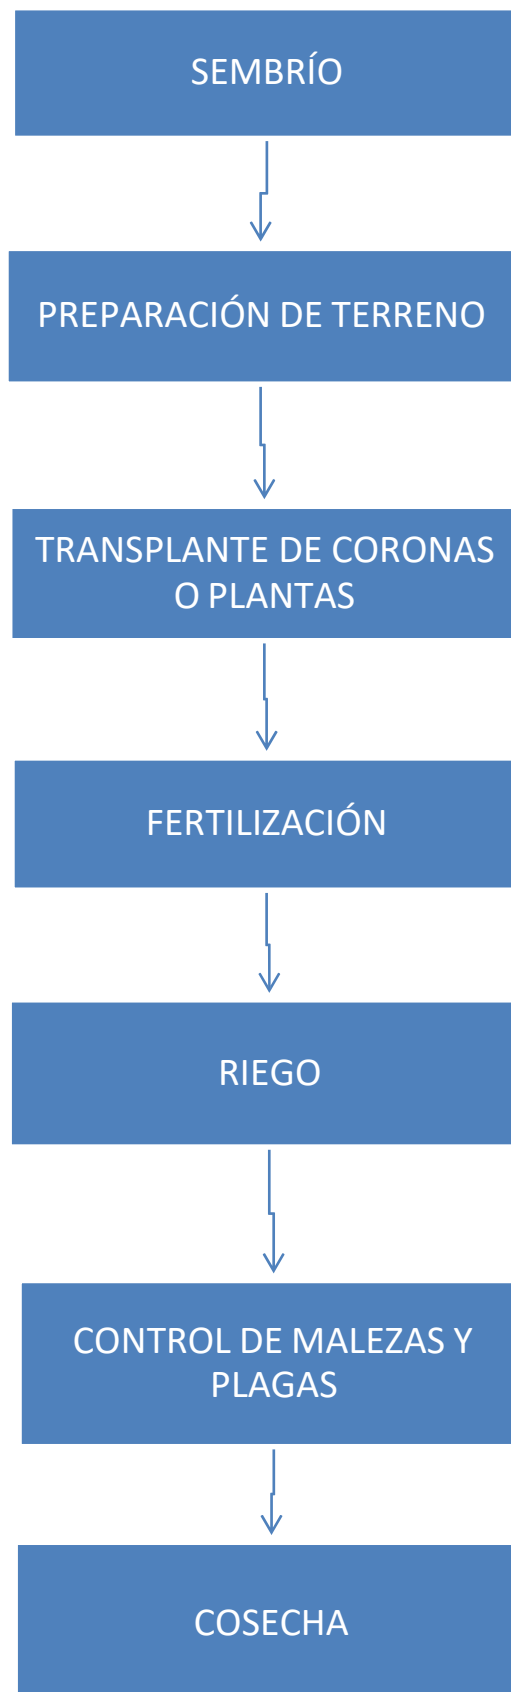 SEMBRÍO
PREPARACIÓN DE TERRENO
TRANSPLANTE DE CORONAS
O PLANTAS
FERTILIZACIÓN
RIEGO
CONTROL DE MALEZAS Y
PLAGAS
COSECHA